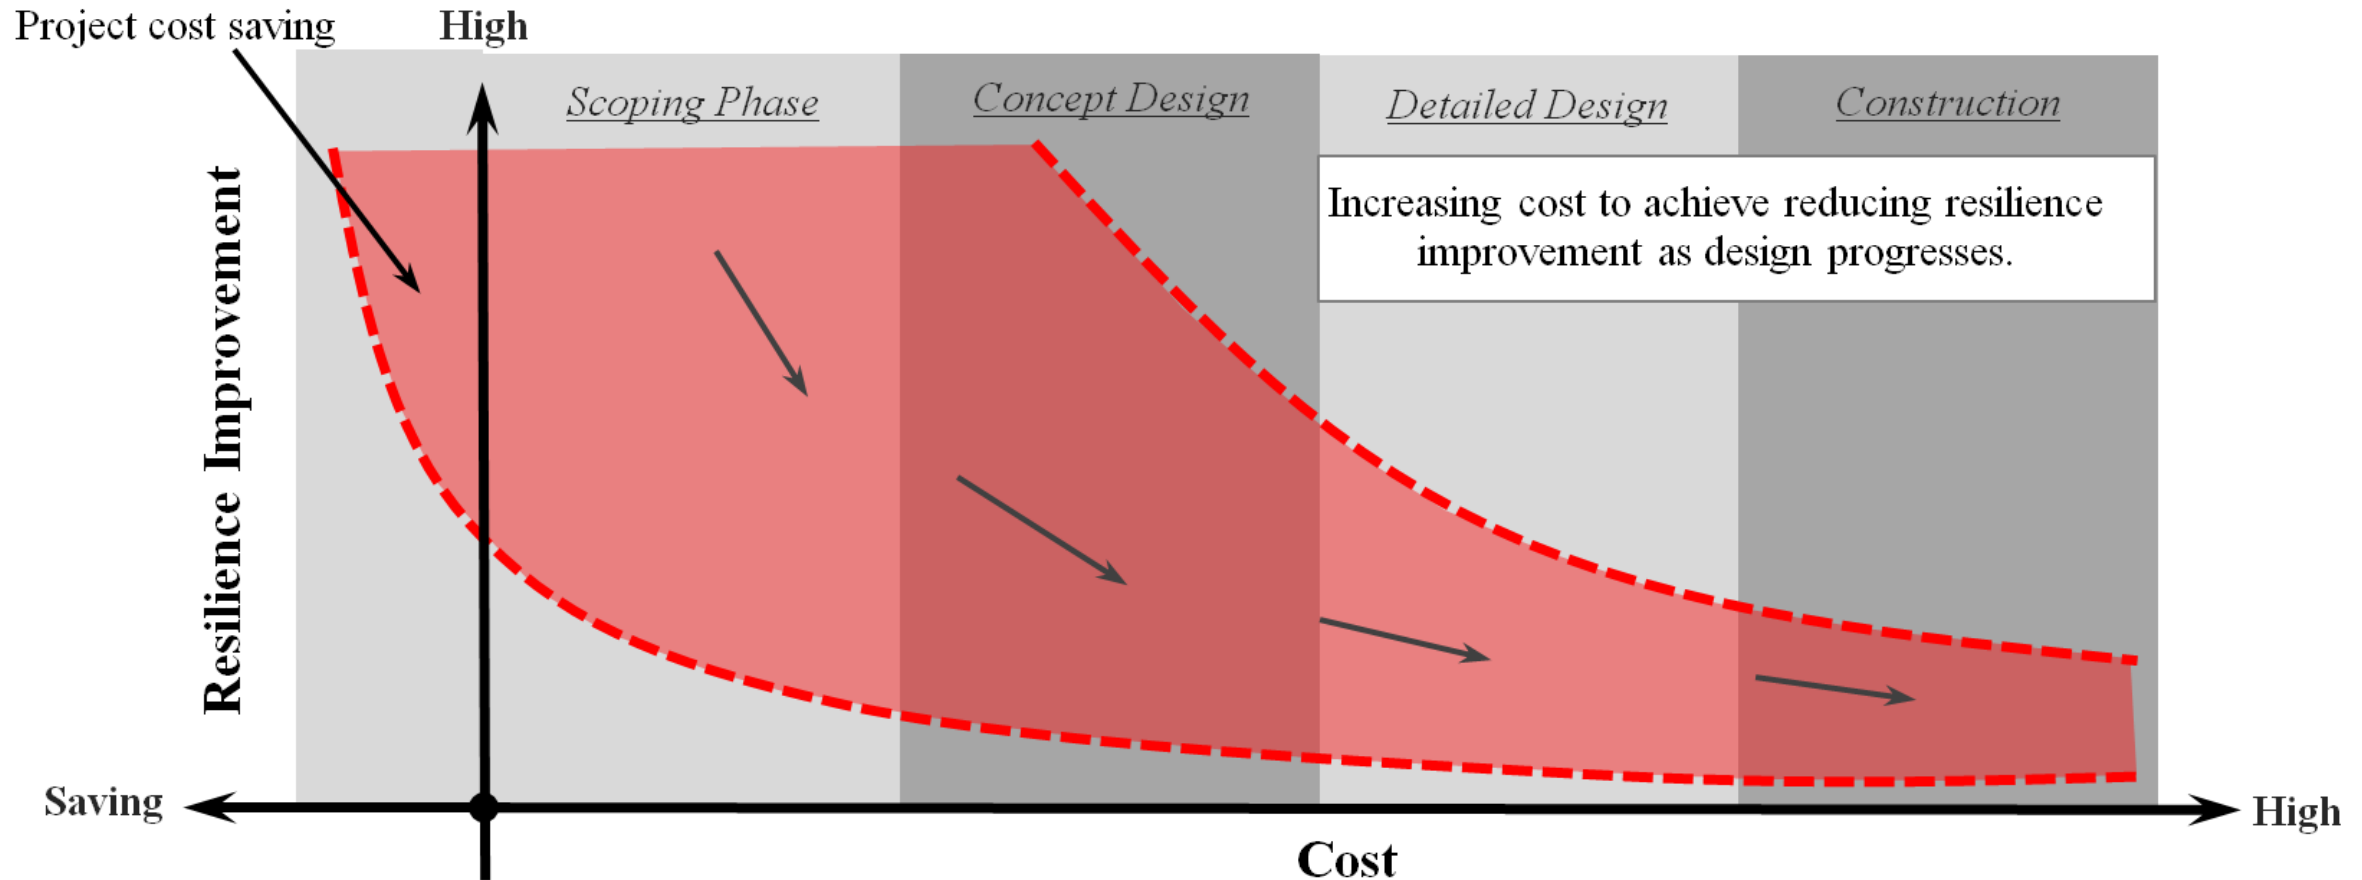 Project cost saving
High
Scoping Phase
Concept Design
Detailed Design
Construction
Increasing cost to achieve reducing resilience
improvement as design progresses.
Resilience Improvement
Saving
High
Cost